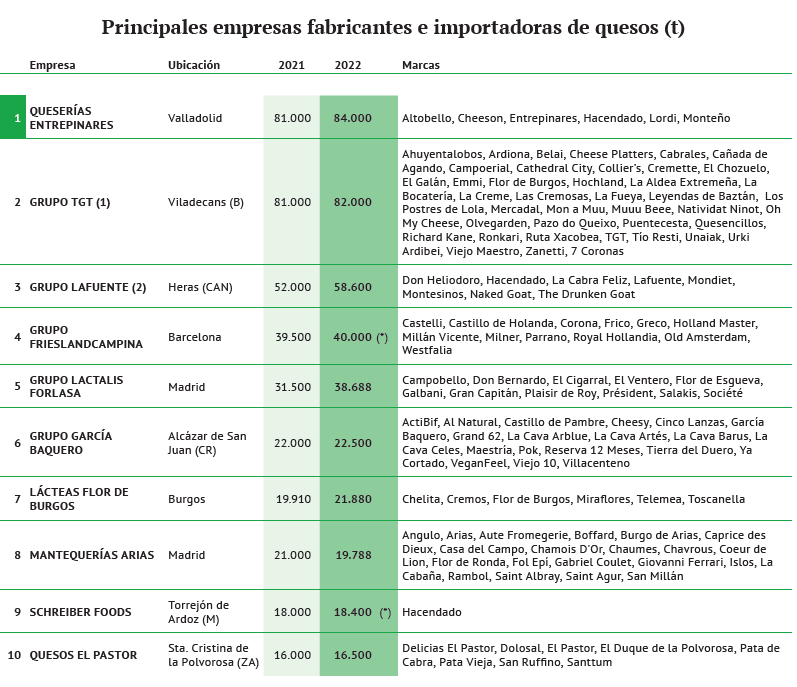 Principales empresas fabricantes e importadoras de quesos (t)
Empresa Ubicación 2021 2022 Marcas
1 QUESERÍAS ENTREPINARES Valladolid 81.000 84.000 Altobello, Cheeson, Entrepinares, Hacendado, Lordi, Monteño
2 GRUPO TGT (1) Viladecans (B) 81.000 82.000 Ahuyentalobos, Ardiona, Belai, Cheese Platters, Cabrales, Cañada de
Agando, Campoerial, Cathedral City, Collier's, Cremette, El Chozuelo,
El Galán, Emmi, Flor de Burgos, Hochland, La Aldea Extremeña, La
Bocatería, La Creme, Las Cremosas, La Fueya, Leyendas de Baztán, Los
Postres de Lola, Mercadal, Mon a Muu, Muuu Beee, Natividat Ninot, Oh
My Cheese, Olvegarden, Pazo do Queixo, Puentecesta, Quesencillos,
Richard Kane, Ronkari, Ruta Xacobea, TGT, Tío Resti, Unaiak, Urki
Ardibei, Viejo Maestro, Zanetti, 7 Coronas
3 GRUPO LAFUENTE (2) Heras (CAN) 52.000 58.600 Don Heliodoro, Hacendado, La Cabra Feliz, Lafuente, Mondiet,
Montesinos, Naked Goat, The Drunken Goat
4 GRUPO FRIESLANDCAMPINA Barcelona 39.500 40.000 (*) Castelli, Castillo de Holanda, Corona, Frico, Greco, Holland Master,
Millán Vicente, Milner, Parrano, Royal Hollandia, Old Amsterdam,
Westfalia
5 GRUPO LACTALIS FORLASA Madrid 31.500 38.688 Campobello, Don Bernardo, El Cigarral, El Ventero, Flor de Esgueva,
Galbani, Gran Capitán, Plaisir de Roy, Président, Salakis, Société
6 GRUPO GARCÍA BAQUERO Alcázar de San Juan (CR) 22.000 22.500 ActiBif, Al Natural, Castillo de Pambre, Cheesy, Cinco Lanzas, García
Baquero, Grand 62, La Cava Arblue, La Cava Artés, La Cava Barus, La
Cava Celes, Maestría, Pok, Reserva 12 Meses, Tierra del Duero, Ya
Cortado, VeganFeel, Viejo 10, Villacenteno
7 LÁCTEAS FLOR DE BURGOS Burgos 19.910 21.880 Chelita, Cremos, Flor de Burgos, Miraflores, Telemea, Toscanella
8 MANTEQUERÍAS ARIAS Madrid 21.000 19.788 Angulo, Arias, Aute Fromegerie, Boffard, Burgo de Arias, Caprice des
Dieux, Casa del Campo, Chamois D'Or, Chaumes, Chavrous, Coeur de
Lion, Flor de Ronda, Fol Epí, Gabriel Coulet, Giovanni Ferrari, Islos, La
Cabaña, Rambol, Saint Albray, Saint Agur, San Millán
9 SCHREIBER FOODS Torrejón de Ardoz (M) 18.000 18.400 (*) Hacendado
10 QUESOS EL PASTOR Sta. Cristina de la Polvorosa (ZA) 16.000 16.500 Delicias El Pastor, Dolosal, El Pastor, El Duque de la Polvorosa, Pata de
Cabra, Pata Vieja, San Ruffino, Santtum